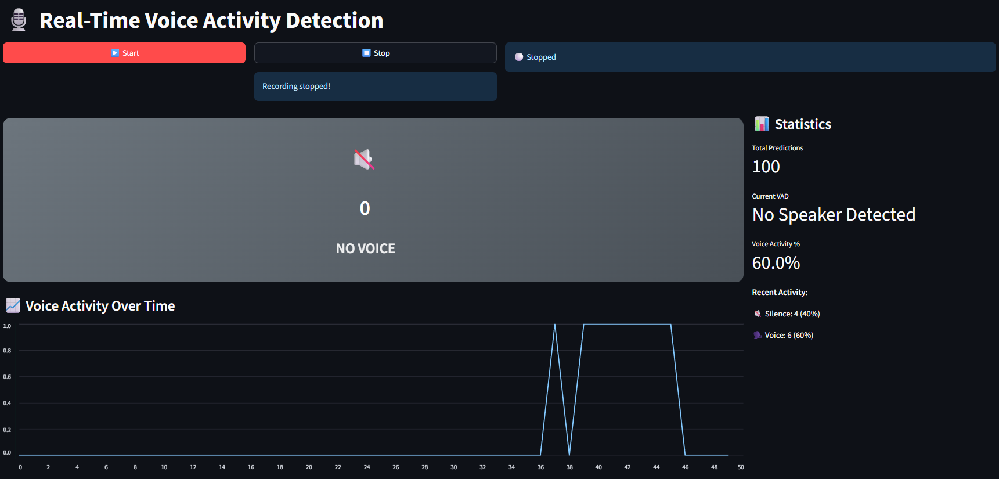 Real-Time Voice Activity Detection
Start
Stop
Stopped
Recording stopped!
0
NO VOICE
Statistics
Total Predictions
100
Current VAD
No Speaker Detected
Voice Activity %
60.0%
Recent Activity:
Silence: 4 (40%)
Voice: 6 (60%)
Voice Activity Over Time
1.0
0.8
0.6
0.4
0.2
0.0
0 2 4 6 8 10 12 14 16 18 20 22 24 26 28 30 32 34 36 38 40 42 44 46 48 50